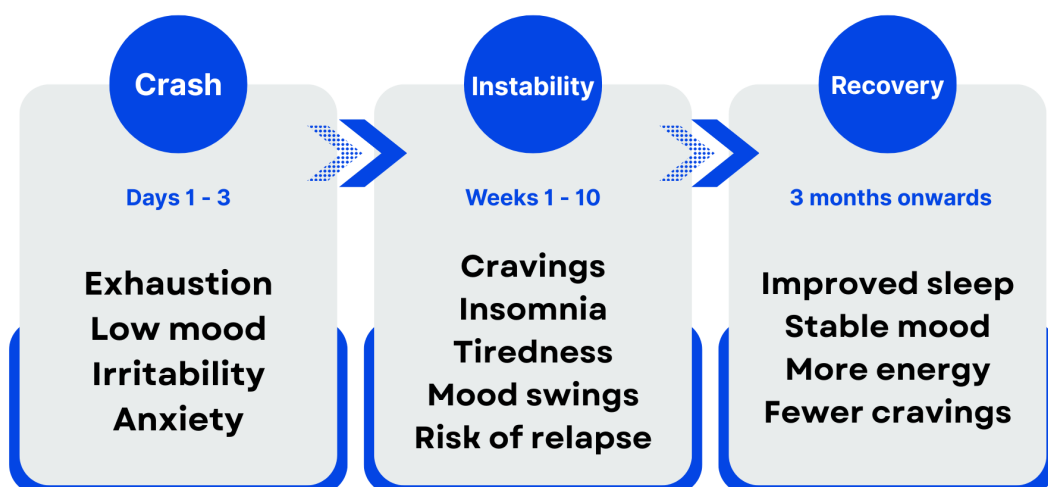 Crash
Days 1 - 3
Exhaustion
Low mood
Irritability
Anxiety
Instability
Weeks 1 - 10
Cravings
Insomnia
Tiredness
Mood swings
Risk of relapse
Recovery
3 months onwards
Improved sleep
Stable mood
More energy
Fewer cravings